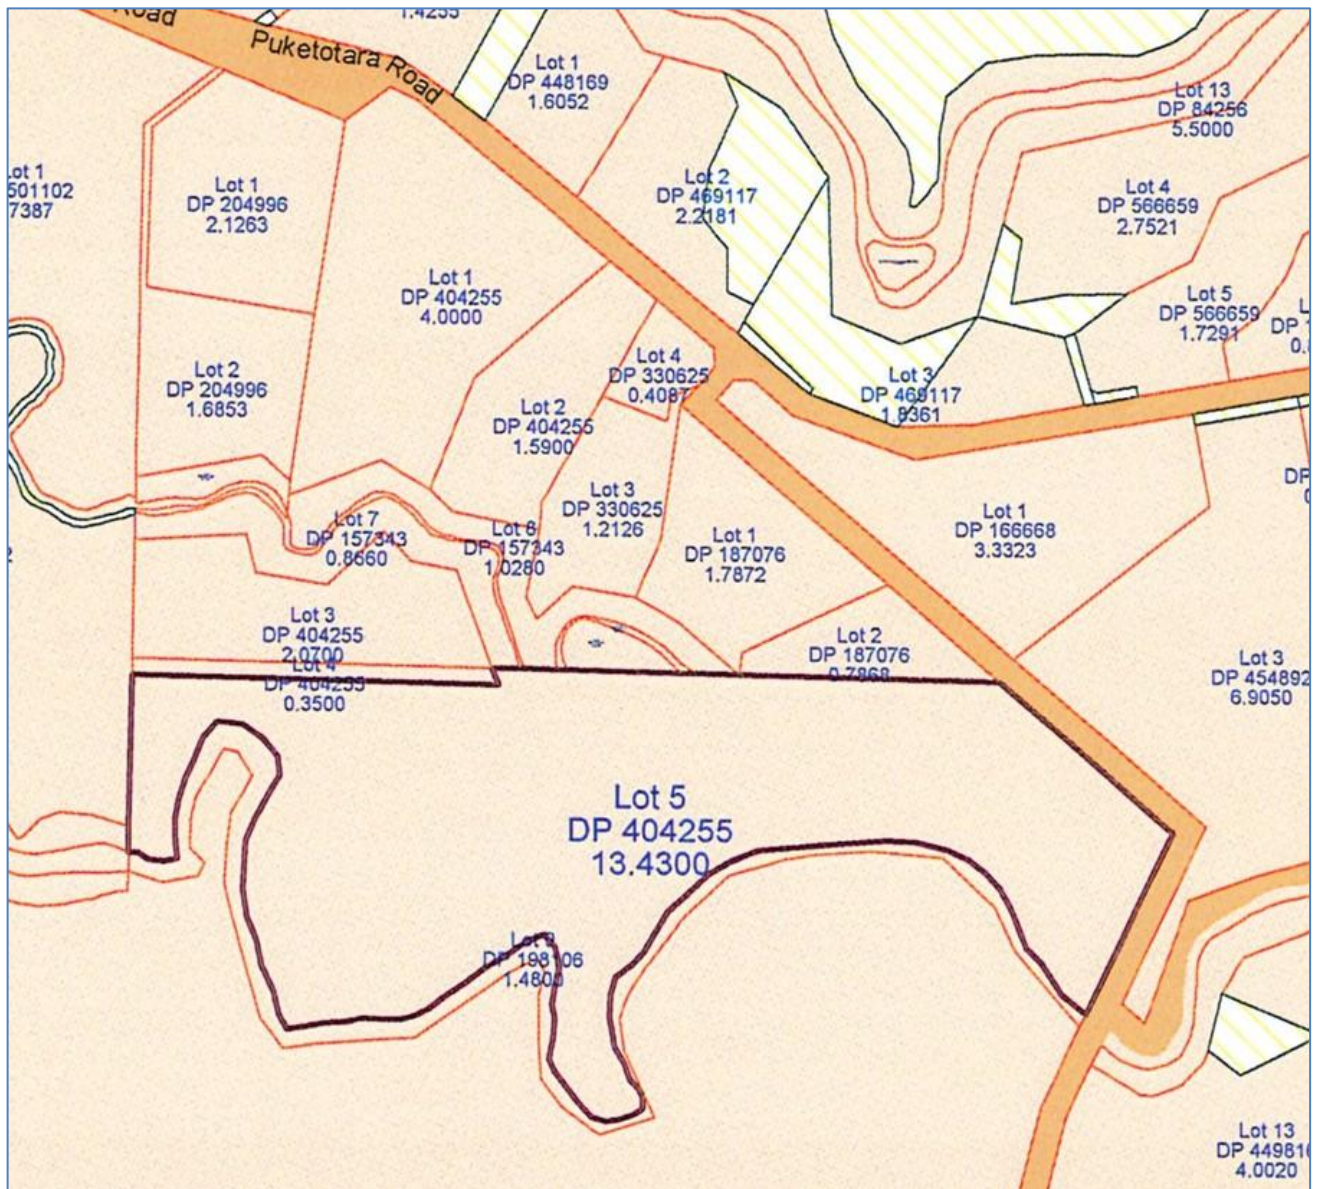 Road
Puketotara Road
1.4255
Lot 1
DP 448169
1.6052
Lot 13
DP 84256
5.5000
Lot 1
501102
7387
Lot 1
DP 204996
2.1263
Lot 2
DP 469117
2.2181
Lot 4
DP 566659
2.7521
Lot 1
DP 404255
4.0000
Lot 5
DP 566659
1.7291
Lot 2
DP 204996
1.6853
Lot 4
DP 330625
0.4087
Lot 3
DP 469117
1.8361
Lot 2
DP 404255
1.5900
Lot 3
DP 330625
1.2126
Lot 1
DP 166668
3.3323
DP
Lot 7
DP 157343
0.8660
Lot 8
DP 157343
1.0280
Lot 1
DP 187076
1.7872
Lot 3
DP 404255
2.0700
Lot 4
DP 404255
0.3500
Lot 2
DP 187076
0.7868
Lot 3
DP 454892
6.9050
Lot 5
DP 404255
13.4300
DP 198106
1.4800
Lot 13
DP 449816
4.0020